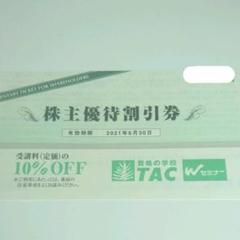 株主優待割引券
有効期限 2021年5月30日
受講料(定価)の
10%OFF
資格の学校
TAC
Wセミナー